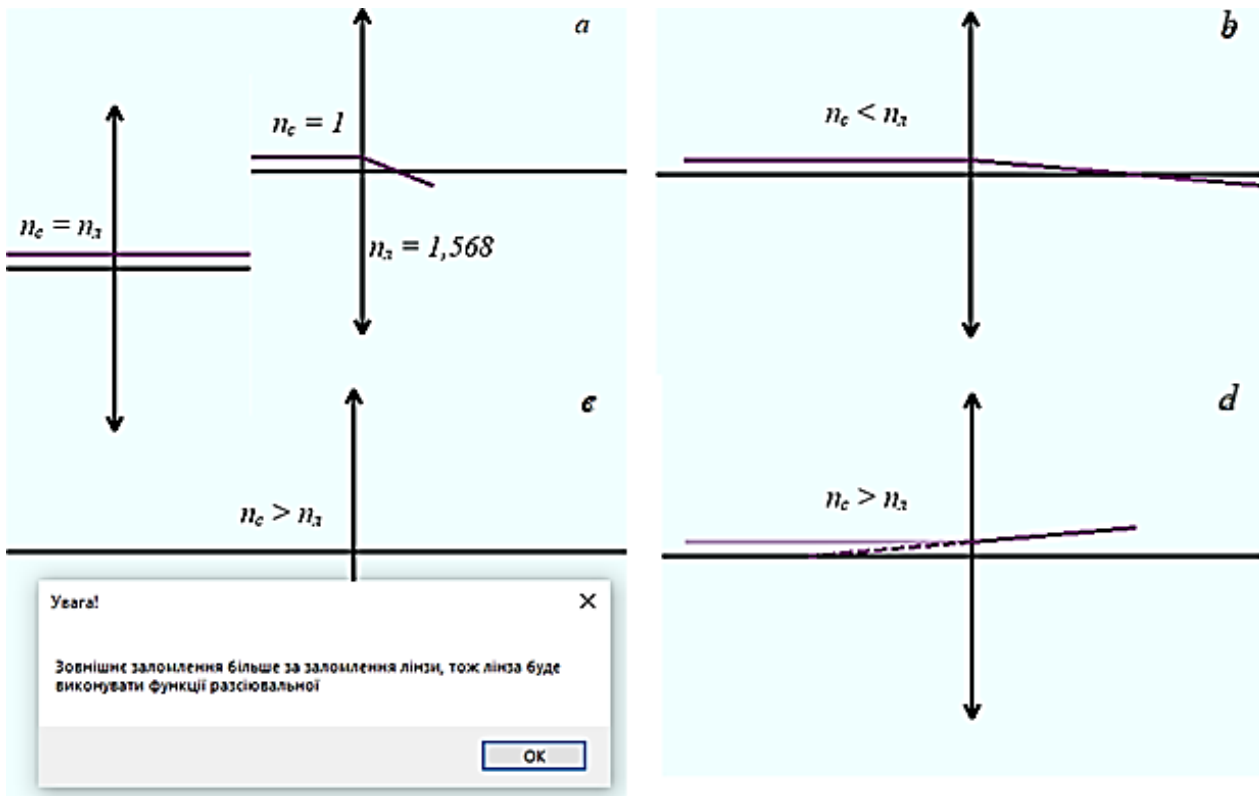 a
n_c = 1
n_c = n_л
n_л = 1,568
b
n_c < n_л
в
n_c > n_л
d
n_c > n_л
Увага!
Зовнішнє заломлення більше за заломлення лінзи, тож лінза буде
виконувати функції разсіювальної
OK